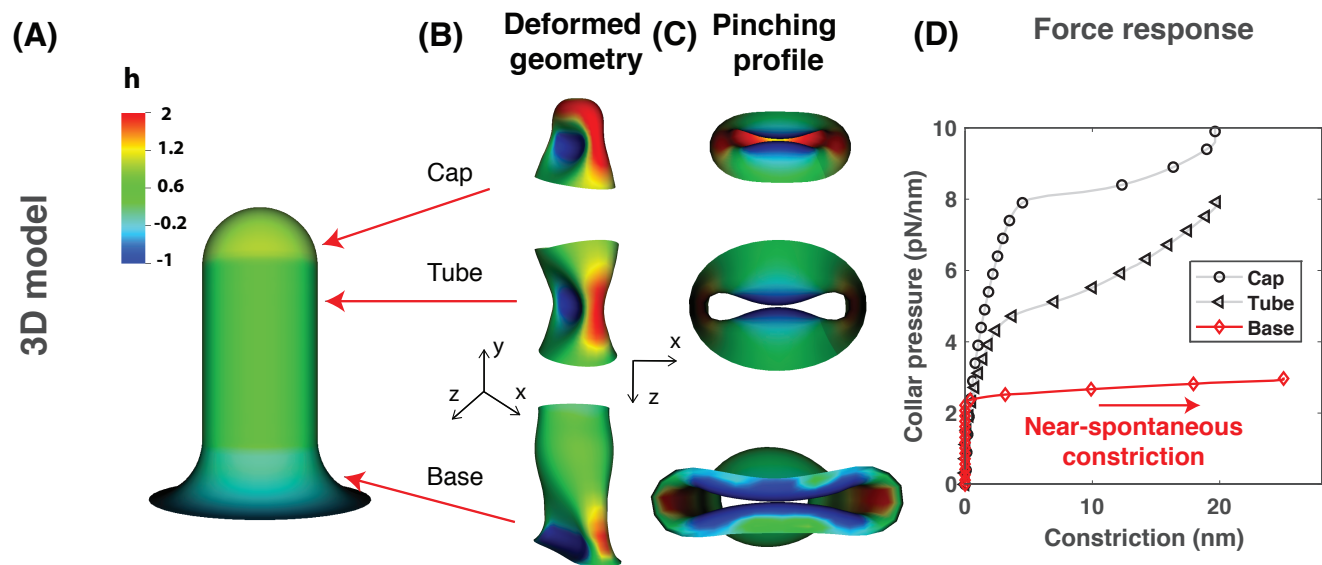 (A)
(B)
Deformed
geometry
(C)
Pinching
profile
(D)
Force response
3D model
h
2
1.2
0.6
-0.2
-1
Cap
Tube
Base
y
z
x
x
z
Collar pressure (pN/nm)
10
8
6
4
2
0
Cap
Tube
Base
Near-spontaneous
constriction
0
10
20
Constriction (nm)